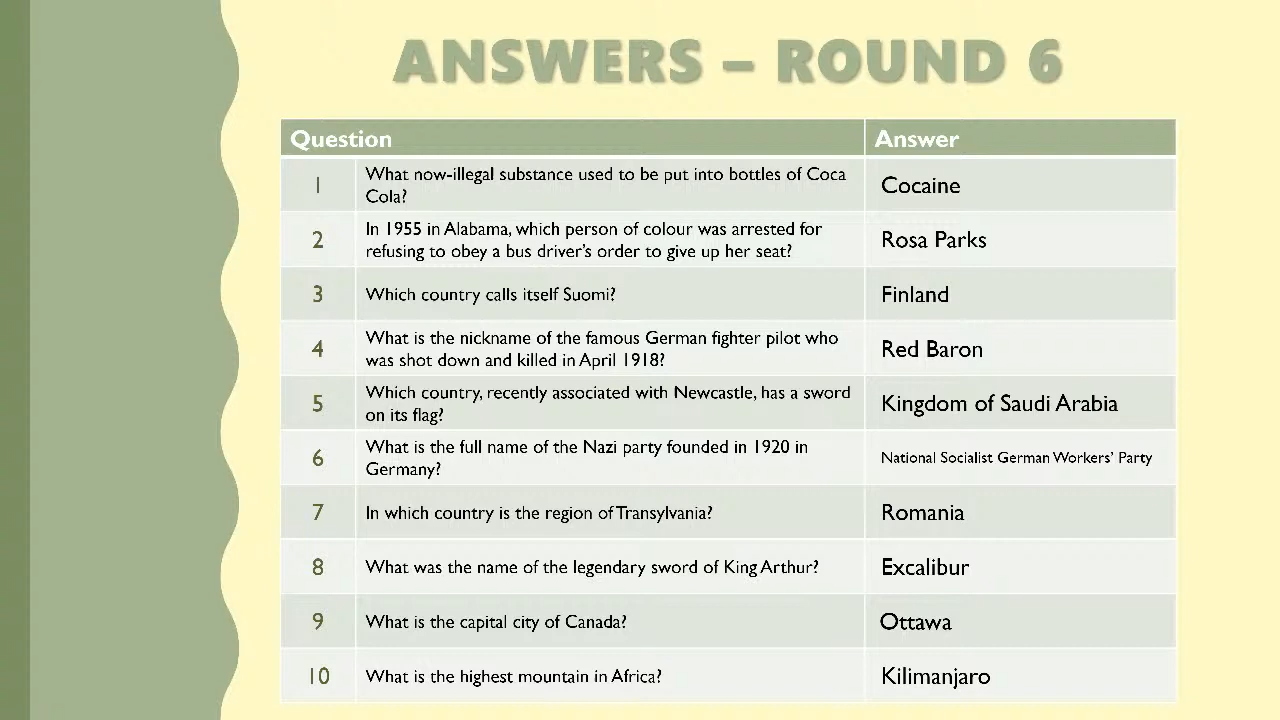 ANSWERS – ROUND 6
Question Answer
1 What now-illegal substance used to be put into bottles of Coca
Cola? Cocaine
2 In 1955 in Alabama, which person of colour was arrested for
refusing to obey a bus driver's order to give up her seat? Rosa Parks
3 Which country calls itself Suomi? Finland
4 What is the nickname of the famous German fighter pilot who
was shot down and killed in April 1918? Red Baron
5 Which country, recently associated with Newcastle, has a sword
on its flag? Kingdom of Saudi Arabia
6 What is the full name of the Nazi party founded in 1920 in
Germany? National Socialist German Workers' Party
7 In which country is the region of Transylvania? Romania
8 What was the name of the legendary sword of King Arthur? Excalibur
9 What is the capital city of Canada? Ottawa
10 What is the highest mountain in Africa? Kilimanjaro